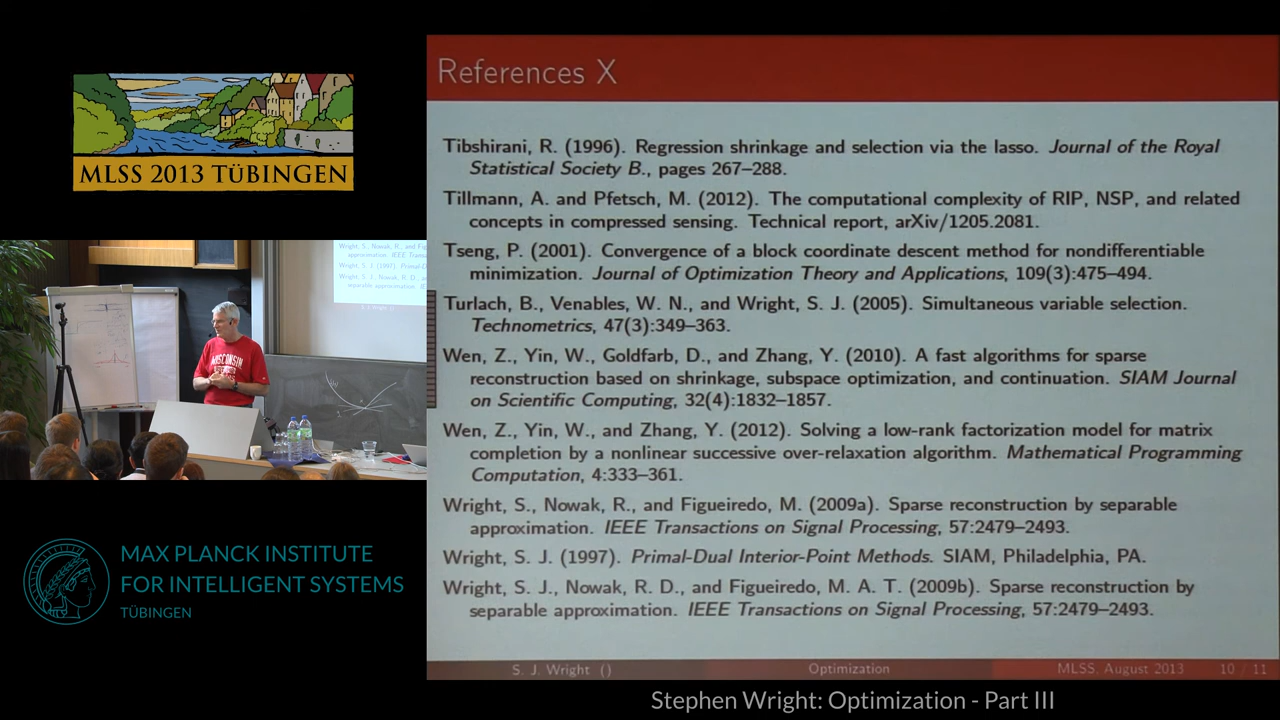 MLSS 2013 TÜBINGEN
WISCONSIN
MAX PLANCK INSTITUTE
FOR INTELLIGENT SYSTEMS
TÜBINGEN
References X
Tibshirani, R. (1996). Regression shrinkage and selection via the lasso. Journal of the Royal
Statistical Society B., pages 267–288.
Tillmann, A. and Pfetsch, M. (2012). The computational complexity of RIP, NSP, and related
concepts in compressed sensing. Technical report, arXiv/1205.2081.
Tseng, P. (2001). Convergence of a block coordinate descent method for nondifferentiable
minimization. Journal of Optimization Theory and Applications, 109(3):475–494.
Turlach, B., Venables, W. N., and Wright, S. J. (2005). Simultaneous variable selection.
Technometrics, 47(3):349–363.
Wen, Z., Yin, W., Goldfarb, D., and Zhang, Y. (2010). A fast algorithms for sparse
reconstruction based on shrinkage, subspace optimization, and continuation. SIAM Journal
on Scientific Computing, 32(4):1832–1857.
Wen, Z., Yin, W., and Zhang, Y. (2012). Solving a low-rank factorization model for matrix
completion by a nonlinear successive over-relaxation algorithm. Mathematical Programming
Computation, 4:333–361.
Wright, S., Nowak, R., and Figueiredo, M. (2009a). Sparse reconstruction by separable
approximation. IEEE Transactions on Signal Processing, 57:2479–2493.
Wright, S. J. (1997). Primal-Dual Interior-Point Methods. SIAM, Philadelphia, PA.
Wright, S. J., Nowak, R. D., and Figueiredo, M. A. T. (2009b). Sparse reconstruction by
separable approximation. IEEE Transactions on Signal Processing, 57:2479–2493.
S. J. Wright () Optimization MLSS, August 2013 10 / 11
Stephen Wright: Optimization - Part III